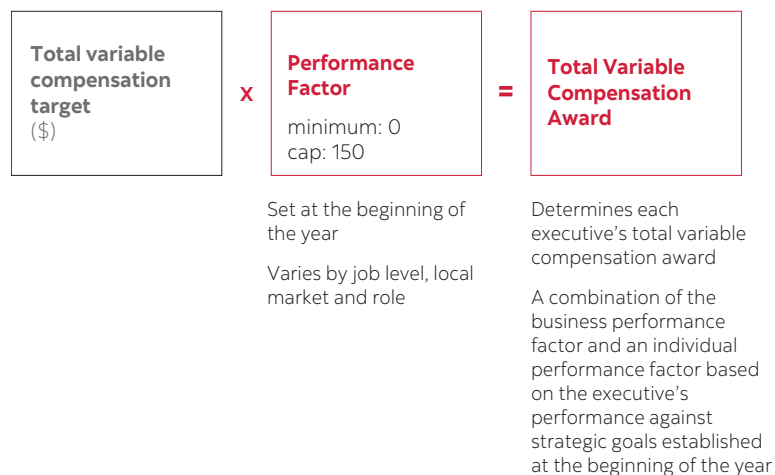 Total variable
compensation
target
($)
x
Performance
Factor
minimum: 0
cap: 150
=
Total Variable
Compensation
Award
Set at the beginning of
the year
Varies by job level, local
market and role
Determines each
executive’s total variable
compensation award
A combination of the
business performance
factor and an individual
performance factor based
on the executive’s
performance against
strategic goals established
at the beginning of the year